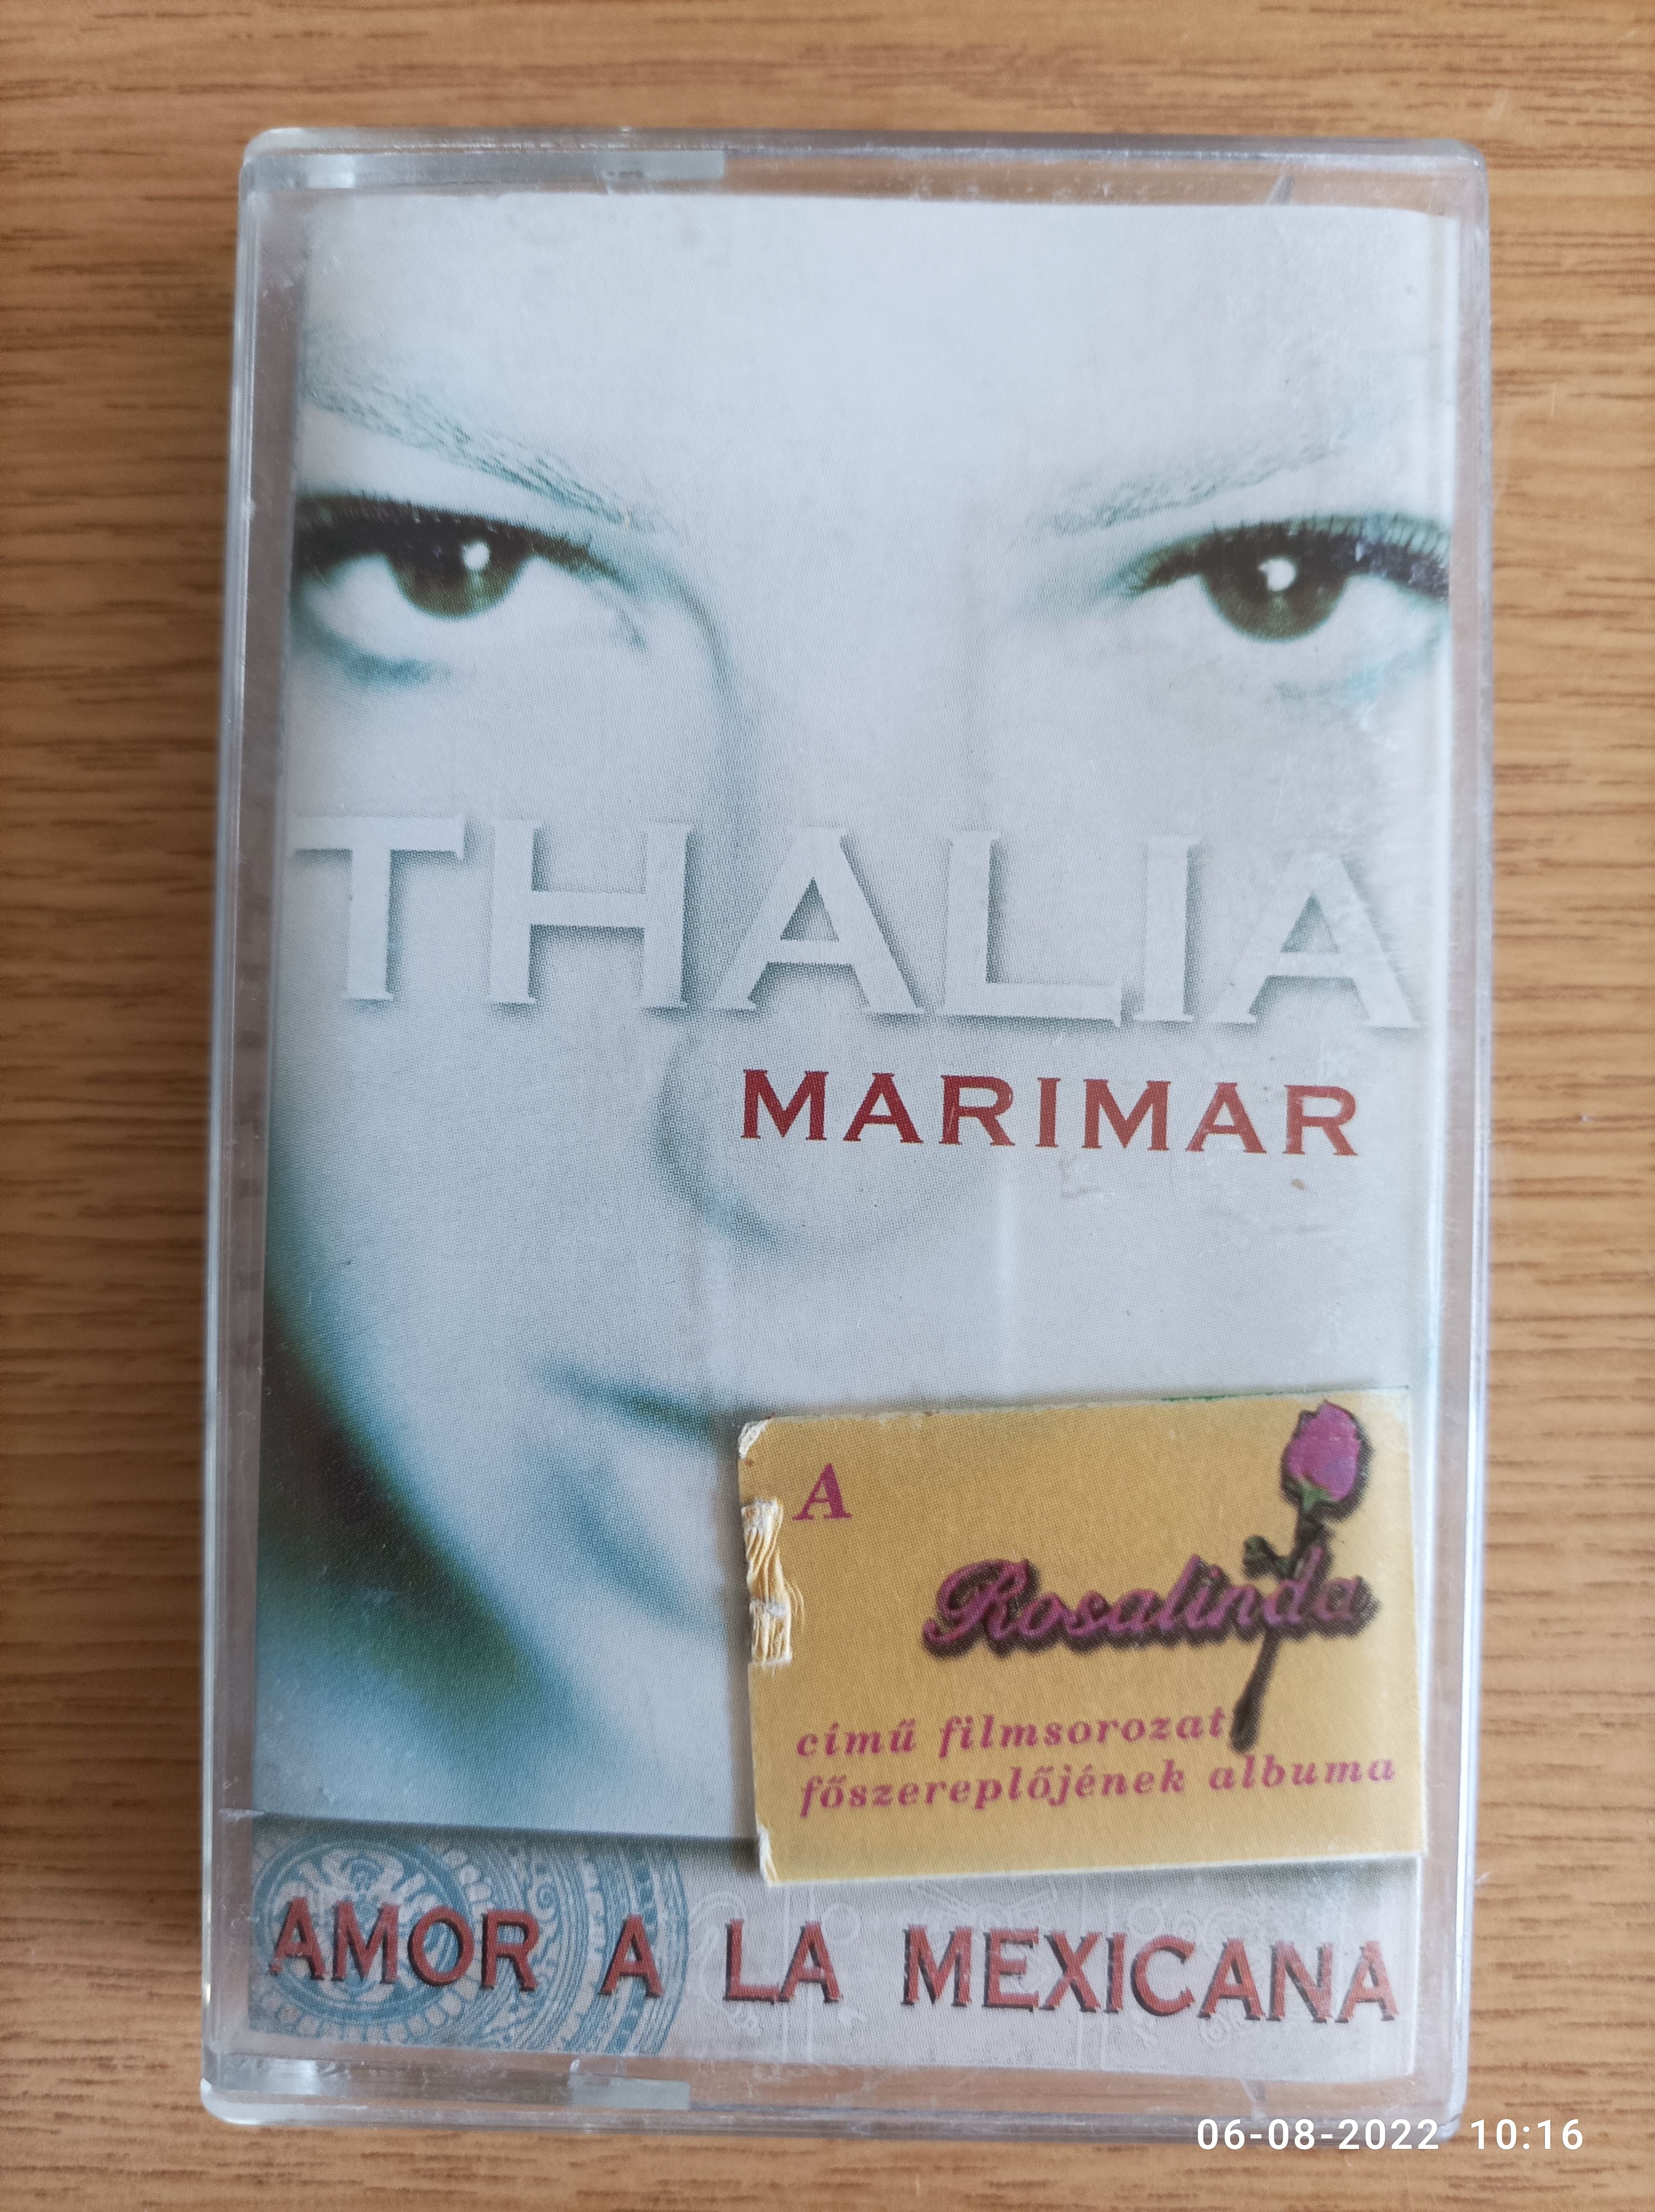 THALIA
MARIMAR
A
Rosalinda
című filmsorozat
főszereplőjének albuma
AMOR A LA MEXICANA
06-08-2022 10:16